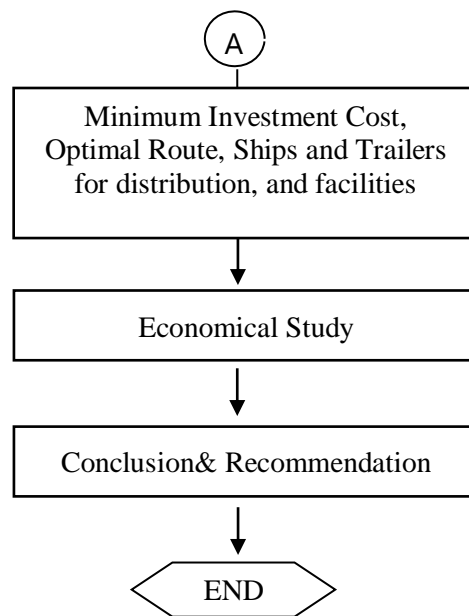 A
Minimum Investment Cost,
Optimal Route, Ships and Trailers
for distribution, and facilities
Economical Study
Conclusion& Recommendation
END